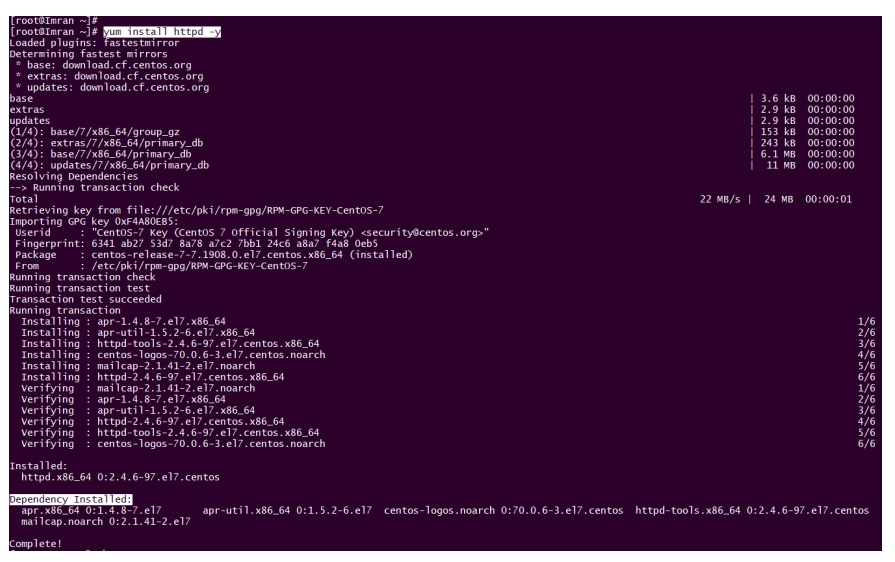 [root@Imran ~]#
[root@Imran ~]# yum install httpd -y
Loaded plugins: fastestmirror
Determining fastest mirrors
 * base: download.cf.centos.org
 * extras: download.cf.centos.org
 * updates: download.cf.centos.org
base | 3.6 kB 00:00:00
extras | 2.9 kB 00:00:00
updates | 2.9 kB 00:00:00
(1/4): base/7/x86_64/group_gz | 153 kB 00:00:00
(2/4): extras/7/x86_64/primary_db | 243 kB 00:00:00
(3/4): base/7/x86_64/primary_db | 6.1 MB 00:00:00
(4/4): updates/7/x86_64/primary_db | 11 MB 00:00:00
Resolving Dependencies
--> Running transaction check
Total 22 MB/s | 24 MB 00:00:01
Retrieving key from file:///etc/pki/rpm-gpg/RPM-GPG-KEY-CentOS-7
Importing GPG key 0xF4A80EB5:
 Userid : "CentOS-7 Key (CentOS 7 Official Signing Key) <security@centos.org>"
 Fingerprint: 6341 ab27 53d7 8a78 a7c2 7bb1 24c6 a8a7 f4a8 0eb5
 Package : centos-release-7-7.1908.0.el7.centos.x86_64 (installed)
 From : /etc/pki/rpm-gpg/RPM-GPG-KEY-CentOS-7
Running transaction check
Running transaction test
Transaction test succeeded
Running transaction
 Installing : apr-1.4.8-7.el7.x86_64 1/6
 Installing : apr-util-1.5.2-6.el7.x86_64 2/6
 Installing : httpd-tools-2.4.6-97.el7.centos.x86_64 3/6
 Installing : centos-logos-70.0.6-3.el7.centos.noarch 4/6
 Installing : mailcap-2.1.41-2.el7.noarch 5/6
 Installing : httpd-2.4.6-97.el7.centos.x86_64 6/6
 Verifying : mailcap-2.1.41-2.el7.noarch 1/6
 Verifying : apr-1.4.8-7.el7.x86_64 2/6
 Verifying : apr-util-1.5.2-6.el7.x86_64 3/6
 Verifying : httpd-2.4.6-97.el7.centos.x86_64 4/6
 Verifying : httpd-tools-2.4.6-97.el7.centos.x86_64 5/6
 Verifying : centos-logos-70.0.6-3.el7.centos.noarch 6/6
Installed:
 httpd.x86_64 0:2.4.6-97.el7.centos
Dependency Installed:
 apr.x86_64 0:1.4.8-7.el7 apr-util.x86_64 0:1.5.2-6.el7 centos-logos.noarch 0:70.0.6-3.el7.centos httpd-tools.x86_64 0:2.4.6-97.el7.centos
 mailcap.noarch 0:2.1.41-2.el7
Complete!